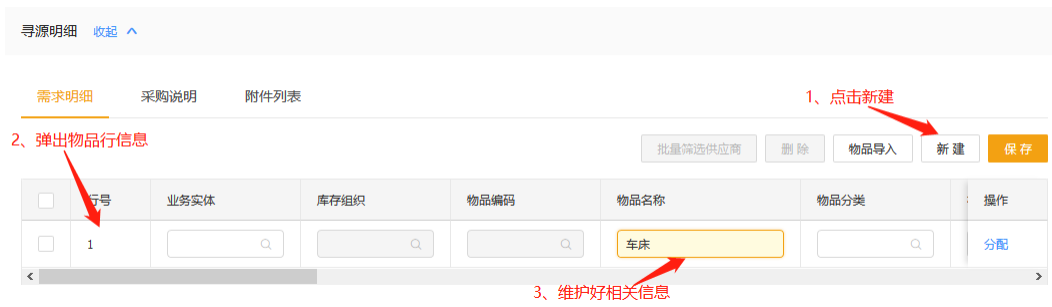 寻源明细 收起
需求明细 采购说明 附件列表
1、点击新建
2、弹出物品行信息
批量筛选供应商 删 除 物品导入 新 建 保 存
行号 业务实体 库存组织 物品编码 物品名称 物品分类 操作
1 车床 分配
3、维护好相关信息